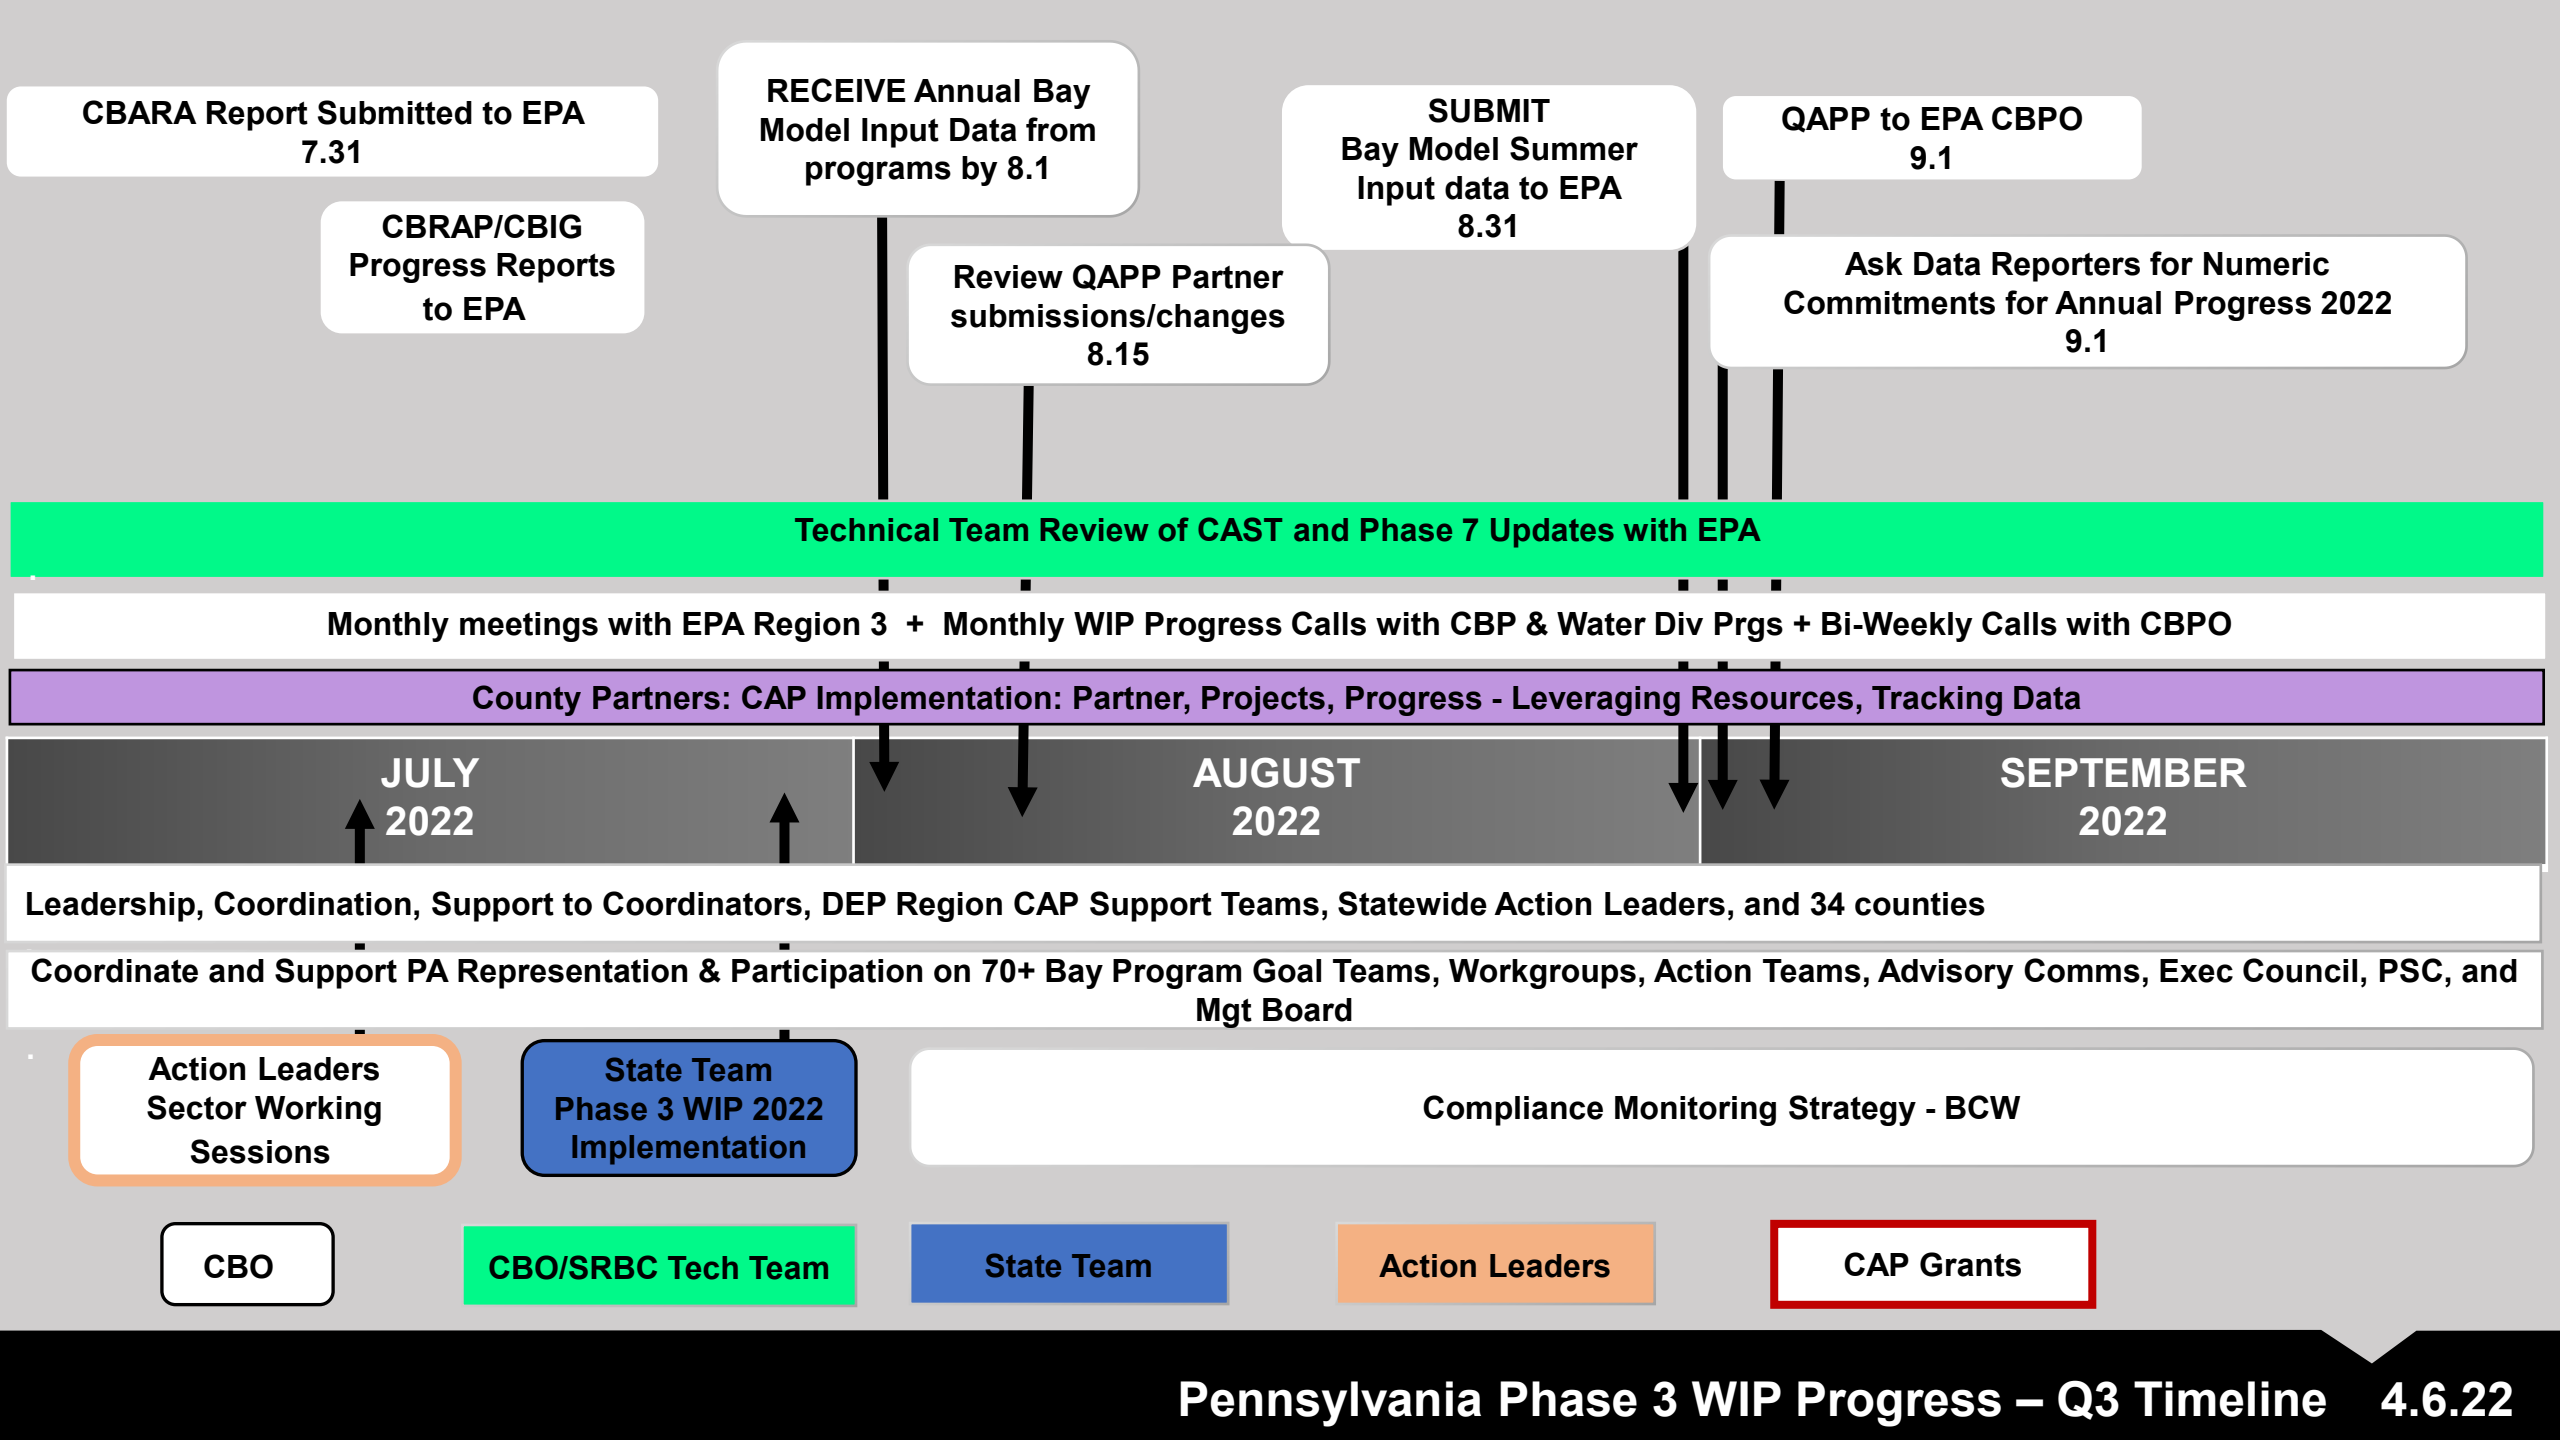 CBARA Report Submitted to EPA
7.31
CBRAP/CBIG
Progress Reports
to EPA
RECEIVE Annual Bay
Model Input Data from
programs by 8.1
Review QAPP Partner
submissions/changes
8.15
SUBMIT
Bay Model Summer
Input data to EPA
8.31
QAPP to EPA CBPO
9.1
Ask Data Reporters for Numeric
Commitments for Annual Progress 2022
9.1
Technical Team Review of CAST and Phase 7 Updates with EPA
Monthly meetings with EPA Region 3 + Monthly WIP Progress Calls with CBP & Water Div Prgs + Bi-Weekly Calls with CBPO
County Partners: CAP Implementation: Partner, Projects, Progress - Leveraging Resources, Tracking Data
JULY
2022
AUGUST
2022
SEPTEMBER
2022
Leadership, Coordination, Support to Coordinators, DEP Region CAP Support Teams, Statewide Action Leaders, and 34 counties
Coordinate and Support PA Representation & Participation on 70+ Bay Program Goal Teams, Workgroups, Action Teams, Advisory Comms, Exec Council, PSC, and
Mgt Board
Action Leaders
Sector Working
Sessions
State Team
Phase 3 WIP 2022
Implementation
Compliance Monitoring Strategy - BCW
CBO
CBO/SRBC Tech Team
State Team
Action Leaders
CAP Grants
Pennsylvania Phase 3 WIP Progress – Q3 Timeline 4.6.22